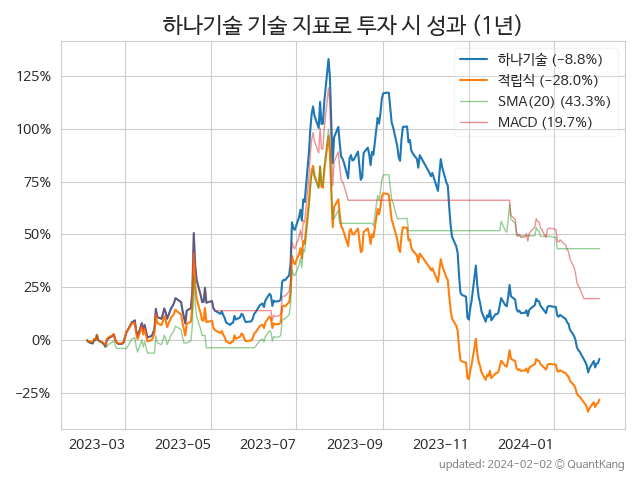 하나기술 기술 지표로 투자 시 성과 (1년)
하나기술 (−8.8%)
적립식 (−28.0%)
SMA(20) (43.3%)
MACD (19.7%)
125%
100%
75%
50%
25%
0%
−25%
2023-03
2023-05
2023-07
2023-09
2023-11
2024-01
updated: 2024-02-02 © QuantKang